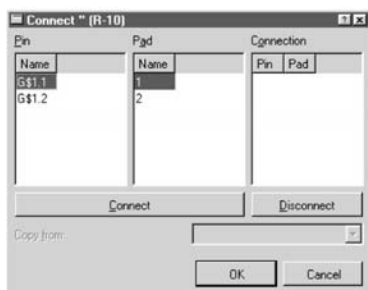 Connect " (R-10)
Pin Pad Connection
Name Name Pin Pad
G$1.1 1
G$1.2 2
Connect Disconnect
Copy from:
OK Cancel